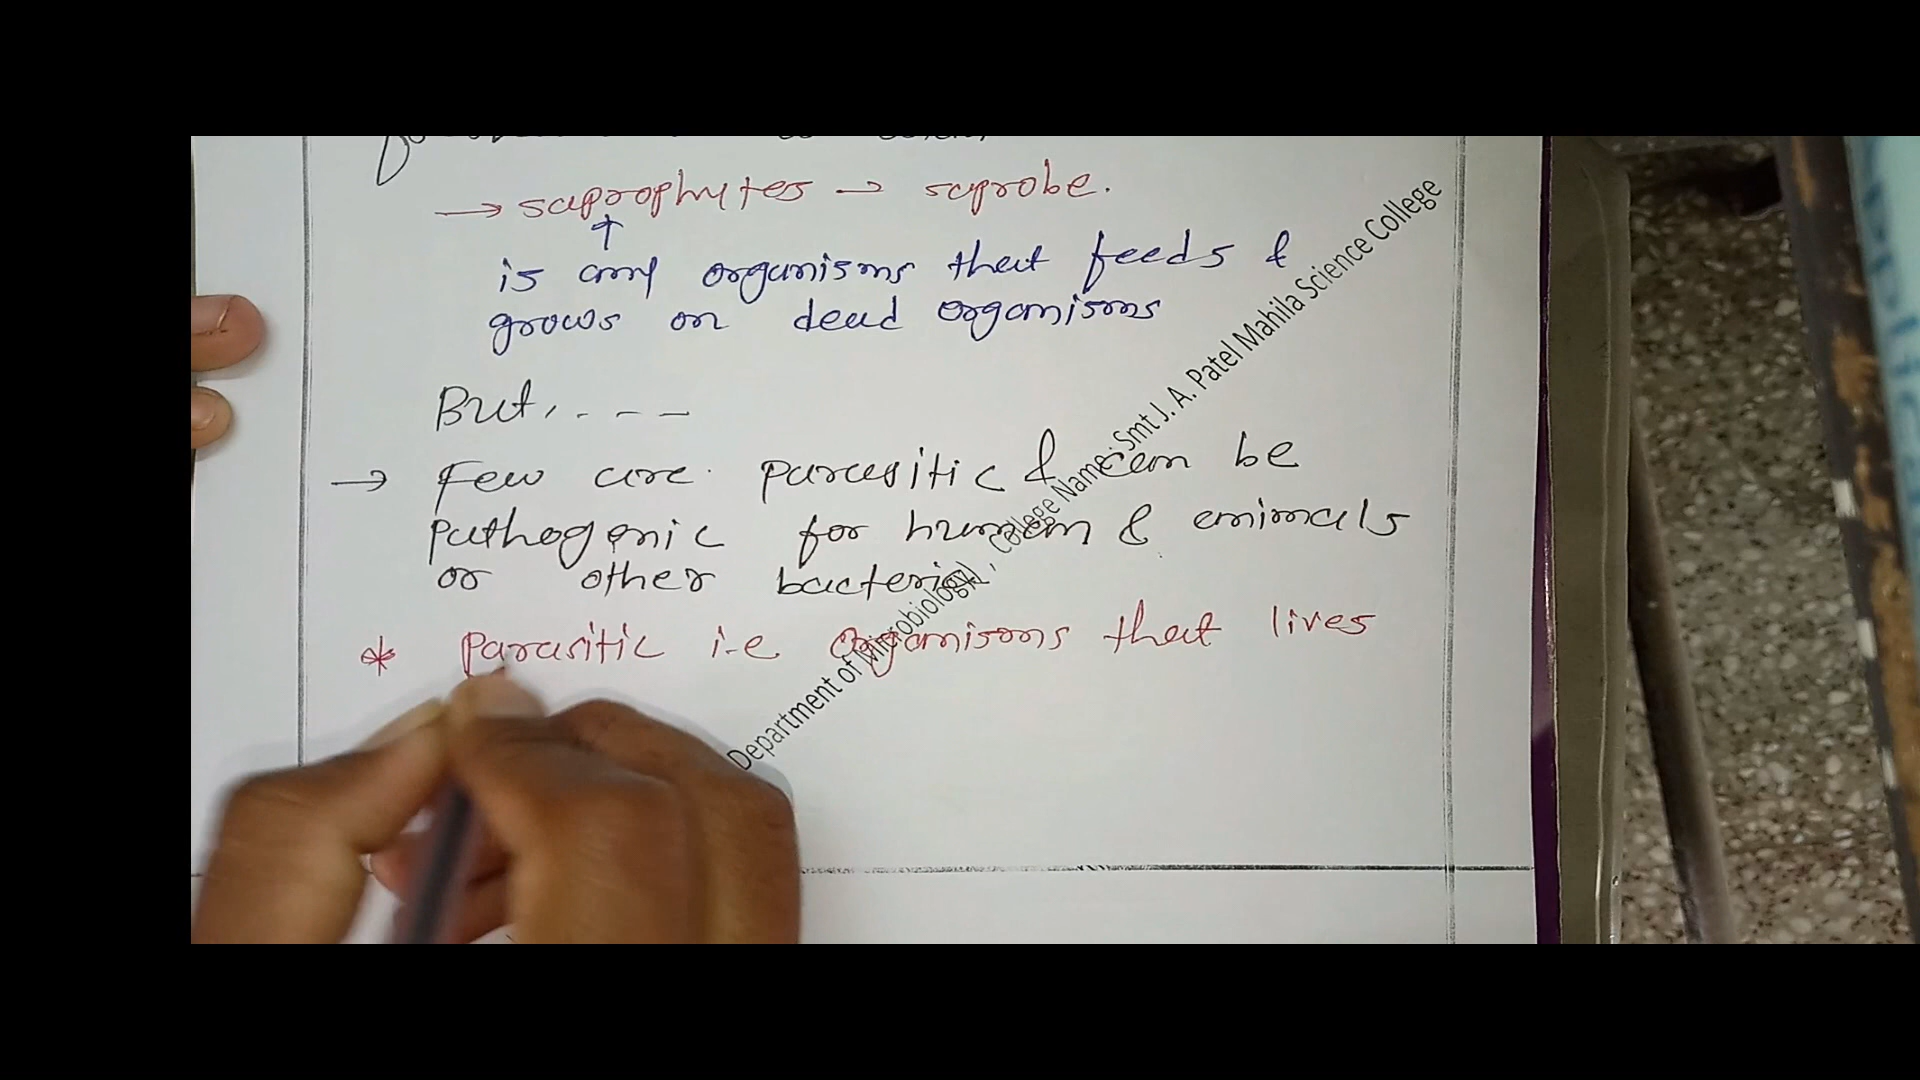 → saprophytes → saprobe.
↑
is any organisms that feeds &
grows on dead organisms
But, - - -
→ Few are parasitic & can be
pathogenic for human & animals
or other bacteria
* Parasitic i.e organisms that lives
Department of Microbiology, College Name: Smt J. A. Patel Mahila Science College